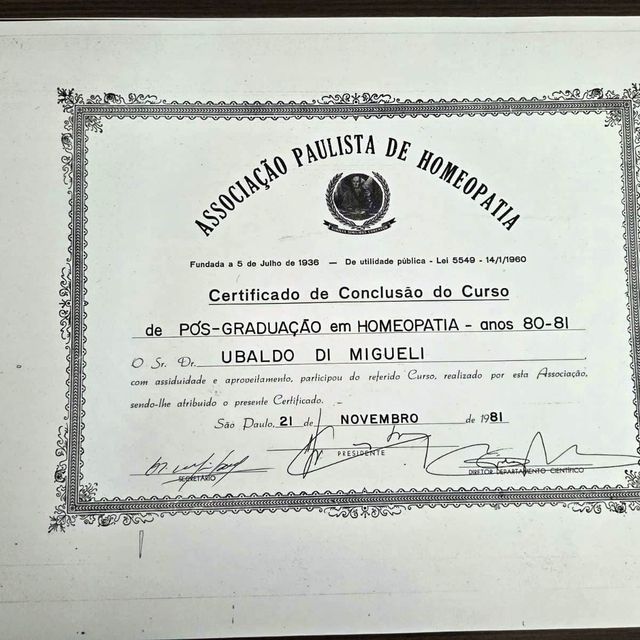 ASSOCIAÇÃO PAULISTA DE HOMEOPATIA
Fundada a 5 de Julho de 1936 — De utilidade pública - Lei 5549 - 14/1/1960
Certificado de Conclusão do Curso
de PÓS-GRADUAÇÃO em HOMEOPATIA - anos 80-81
O Sr. Dr. UBALDO DI MIGUELI
com assiduidade e aproveitamento, participou do referido Curso, realizado por esta Associação,
sendo-lhe atribuido o presente Certificado. –
São Paulo, 21 de NOVEMBRO de 1981
PRESIDENTE
SECRETÁRIO
DIRETOR DEPARTAMENTO CIENTÍFICO